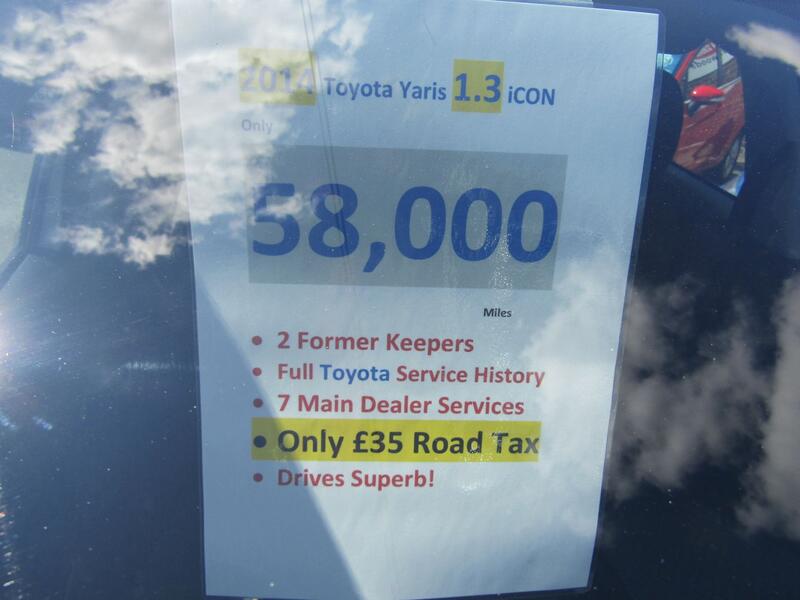 2014 Toyota Yaris 1.3 iCON
Only
58,000
Miles
• 2 Former Keepers
• Full Toyota Service History
• 7 Main Dealer Services
• Only £35 Road Tax
• Drives Superb!